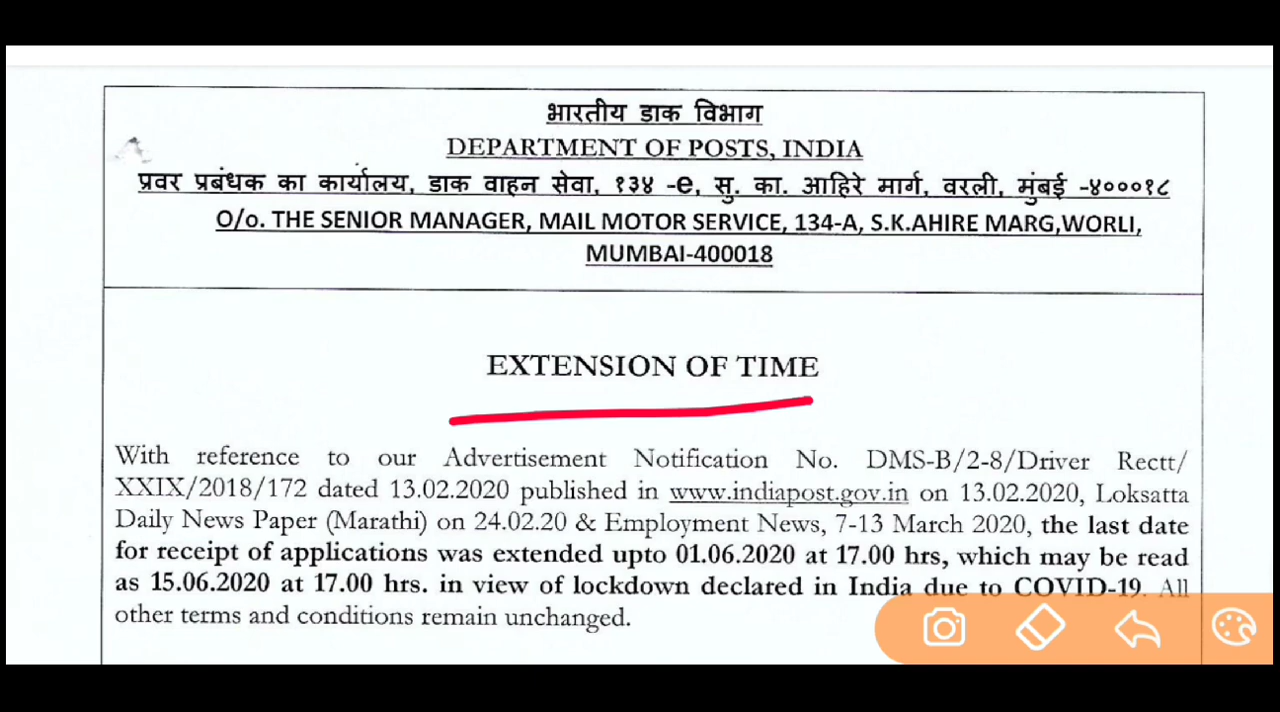 भारतीय डाक विभाग
DEPARTMENT OF POSTS, INDIA
प्रवर प्रबंधक का कार्यालय, डाक वाहन सेवा, १३४ -e, सु. का. आहिरे मार्ग, वरली, मुंबई -४०००१८
O/o. THE SENIOR MANAGER, MAIL MOTOR SERVICE, 134-A, S.K.AHIRE MARG,WORLI,
MUMBAI-400018
EXTENSION OF TIME
With reference to our Advertisement Notification No. DMS-B/2-8/Driver Rectt/
XXIX/2018/172 dated 13.02.2020 published in www.indiapost.gov.in on 13.02.2020, Loksatta
Daily News Paper (Marathi) on 24.02.20 & Employment News, 7-13 March 2020, the last date
for receipt of applications was extended upto 01.06.2020 at 17.00 hrs, which may be read
as 15.06.2020 at 17.00 hrs. in view of lockdown declared in India due to COVID-19. All
other terms and conditions remain unchanged.